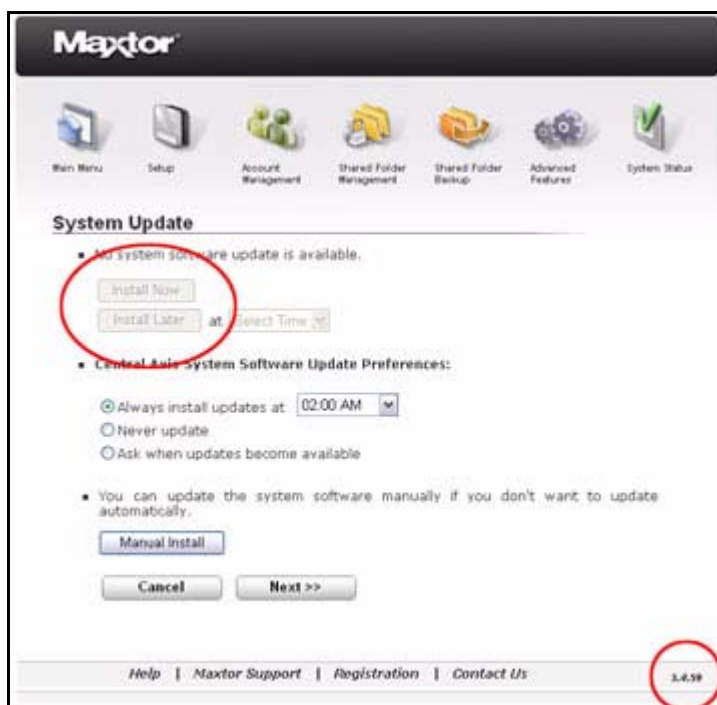 Maxtor
Main Menu
Setup
Account Management
Shared Folder Management
Shared Folder Backup
Advanced Features
System Status
System Update
No system software update is available.
Install Now
Install Later at Select Time
Central Axis System Software Update Preferences:
Always install updates at 02:00 AM
Never update
Ask when updates become available
You can update the system software manually if you don't want to update
automatically.
Manual Install
Cancel Next >>
Help | Maxtor Support | Registration | Contact Us